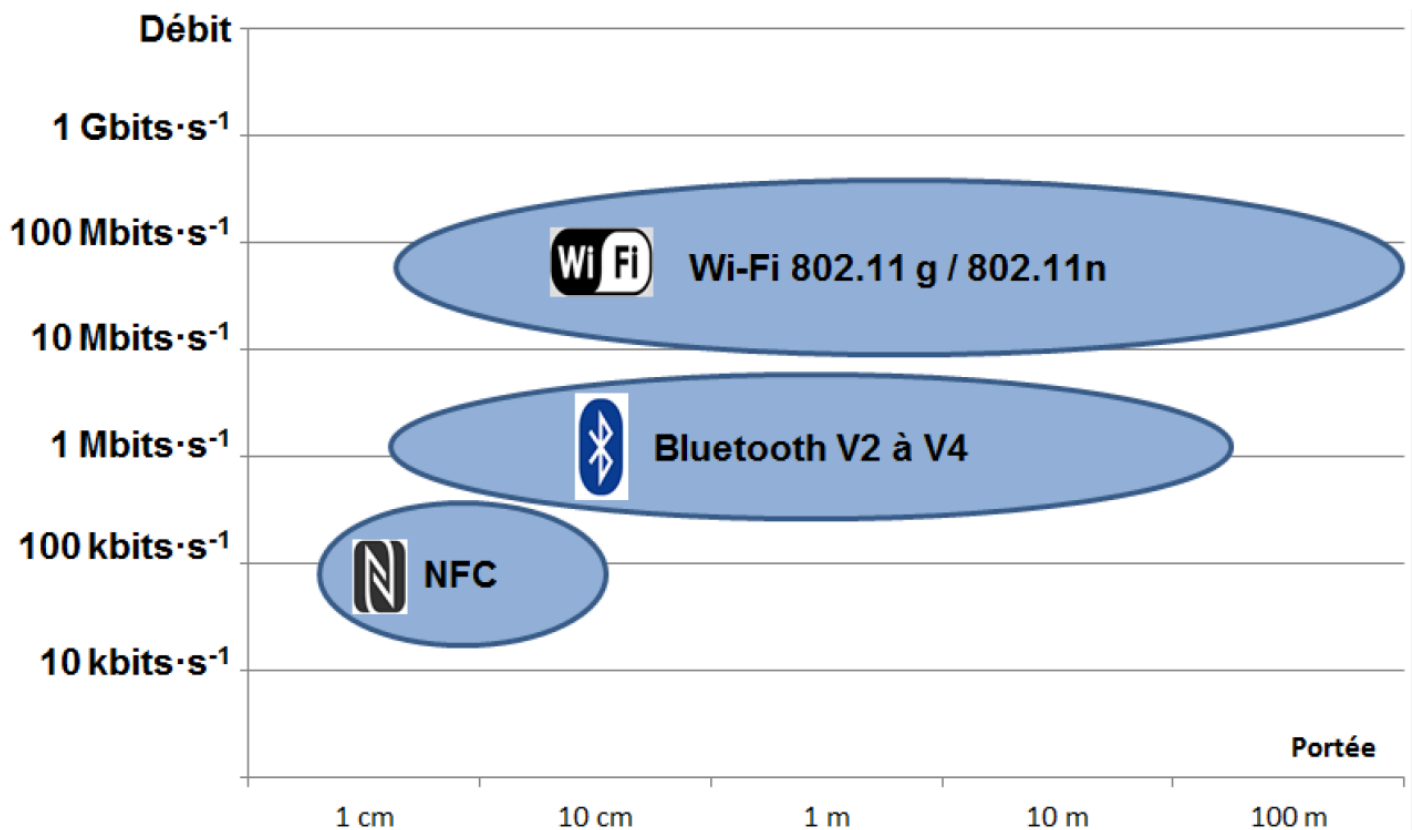 Débit
1 Gbits·s-1
100 Mbits·s-1
Wi Fi Wi-Fi 802.11 g / 802.11n
10 Mbits·s-1
1 Mbits·s-1
Bluetooth V2 à V4
100 kbits·s-1
NFC
10 kbits·s-1
Portée
1 cm 10 cm 1 m 10 m 100 m